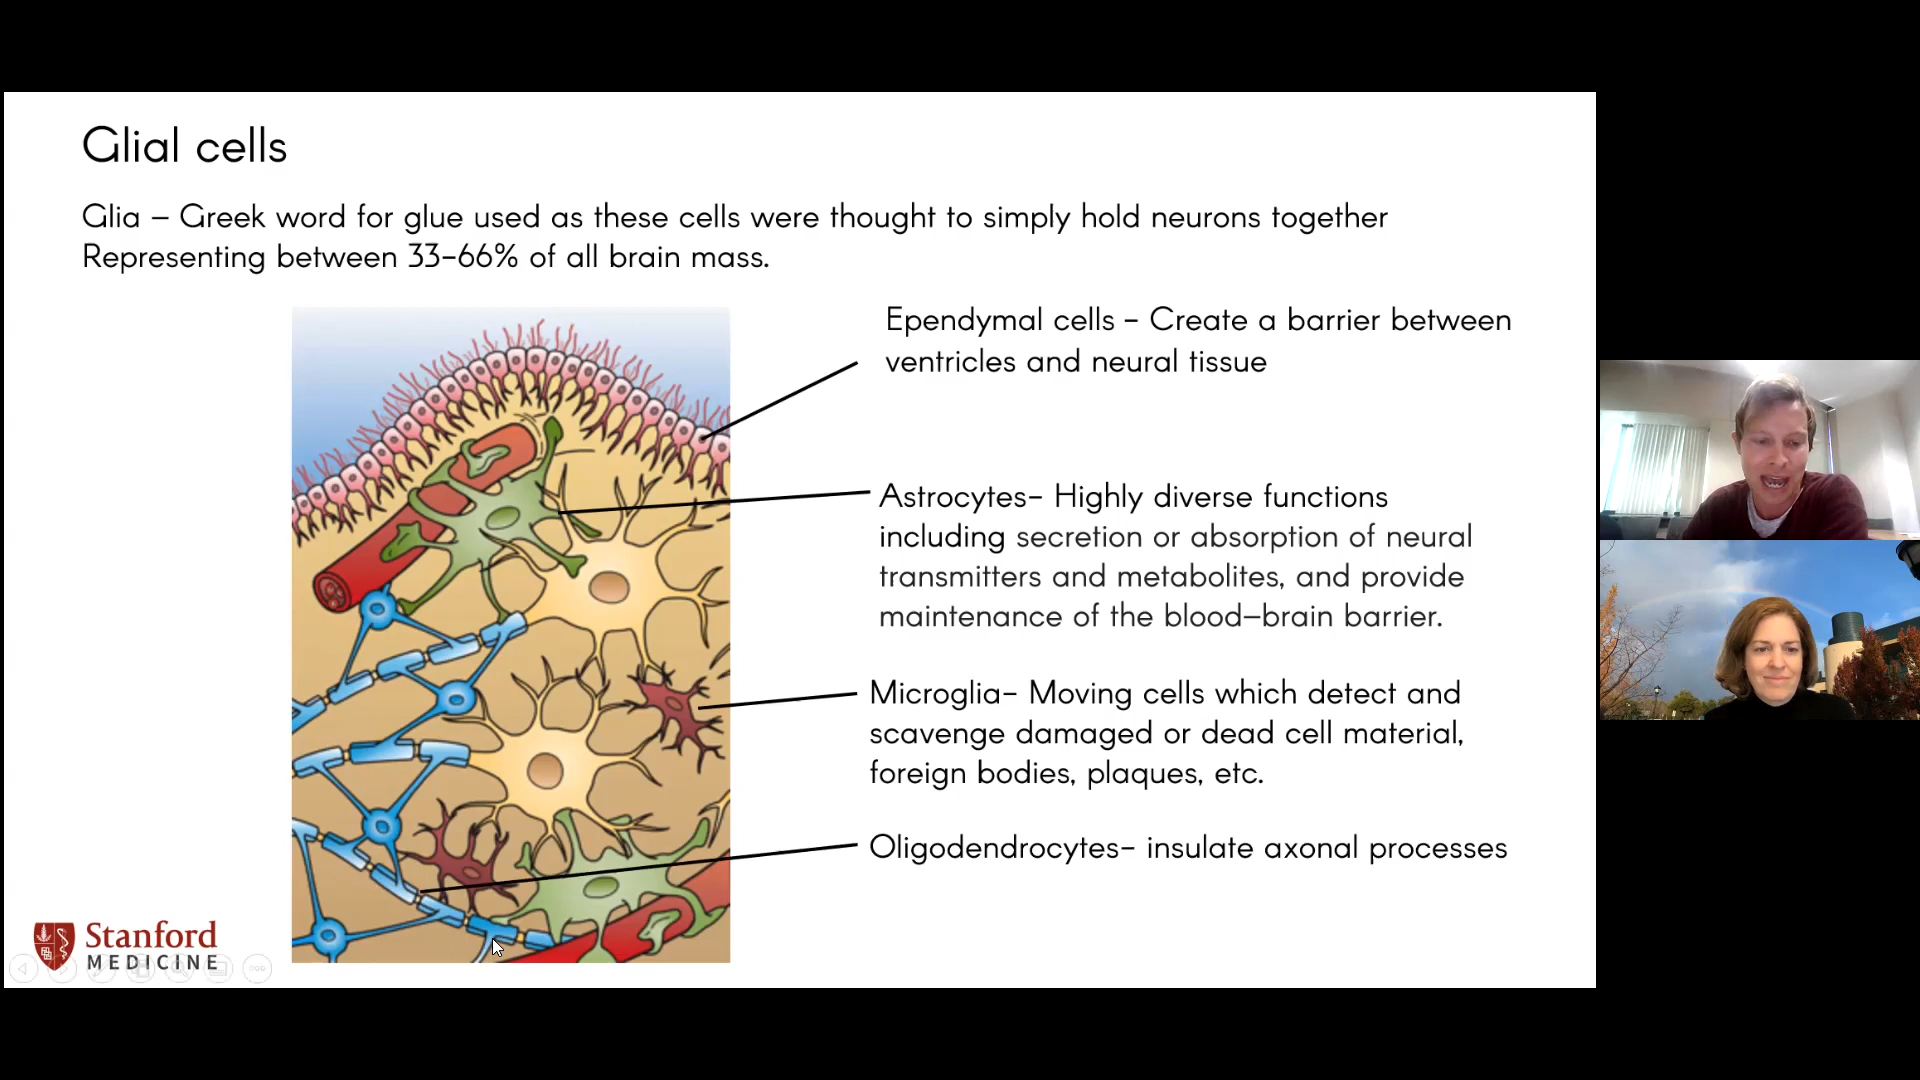 Glial cells
Glia – Greek word for glue used as these cells were thought to simply hold neurons together
Representing between 33-66% of all brain mass.
Ependymal cells - Create a barrier between
ventricles and neural tissue
Astrocytes- Highly diverse functions
including secretion or absorption of neural
transmitters and metabolites, and provide
maintenance of the blood–brain barrier.
Microglia- Moving cells which detect and
scavenge damaged or dead cell material,
foreign bodies, plaques, etc.
Oligodendrocytes- insulate axonal processes
Stanford
MEDICINE